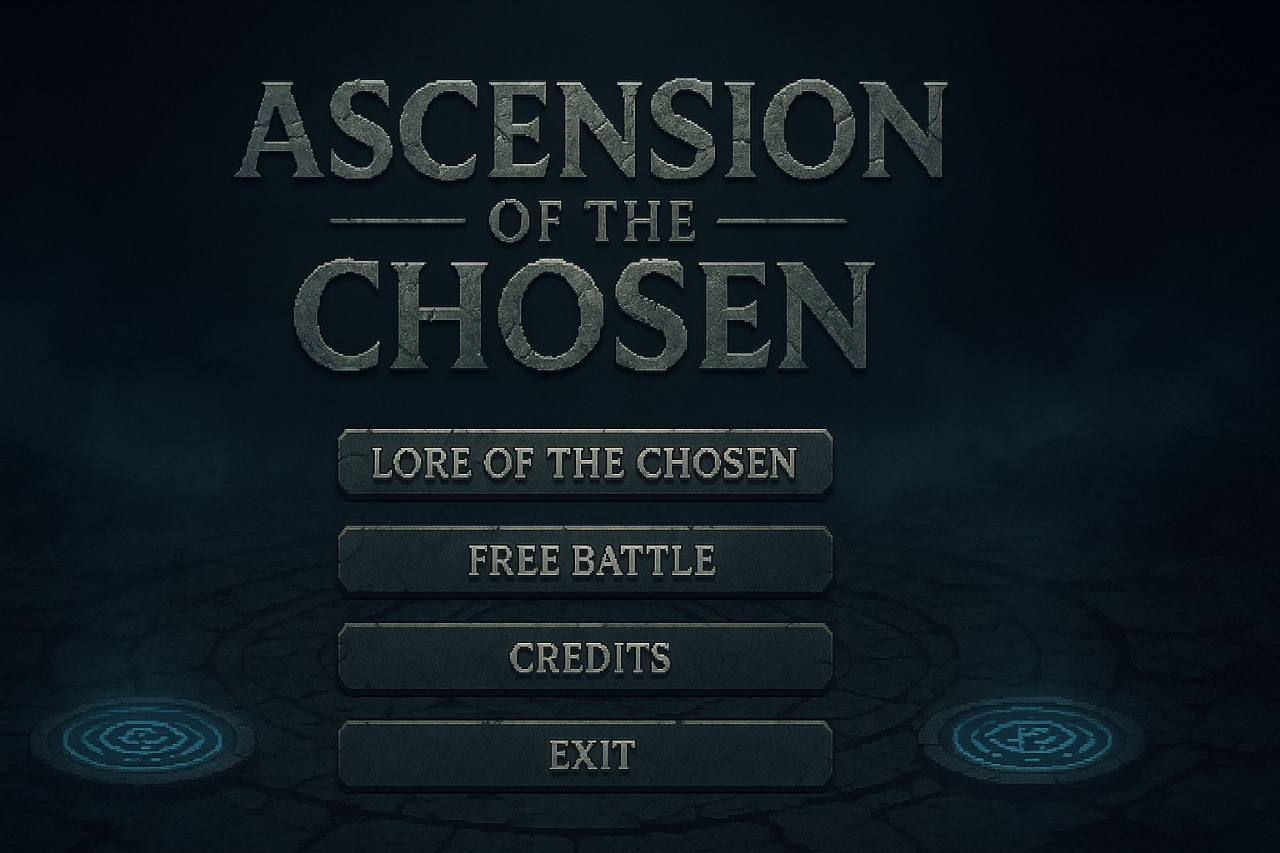 ASCENSION
OF THE
CHOSEN
LORE OF THE CHOSEN
FREE BATTLE
CREDITS
EXIT